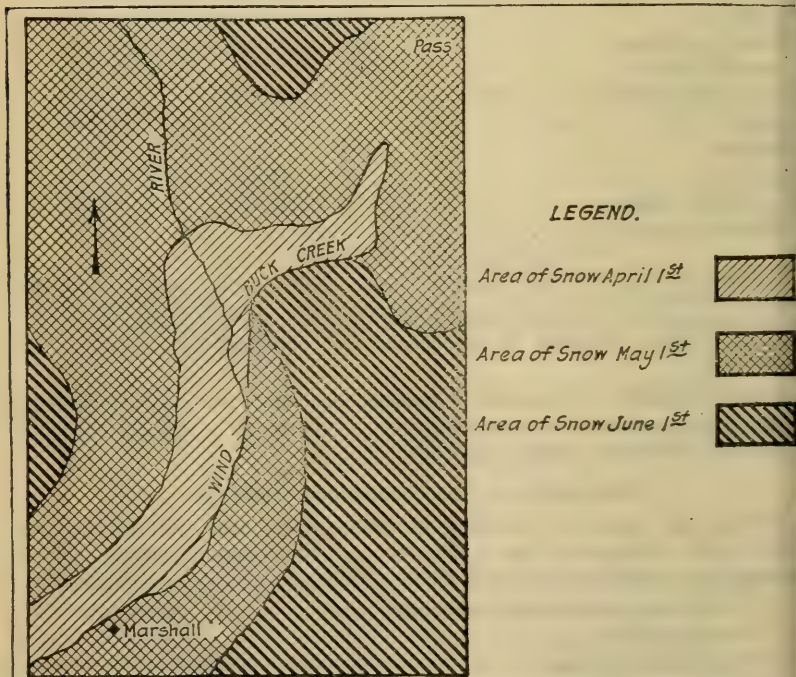 Pass
RIVER
LEGEND.
BUCK CREEK
Area of Snow April 1st
Area of Snow May 1st
Area of Snow June 1st
WIND
Marshall